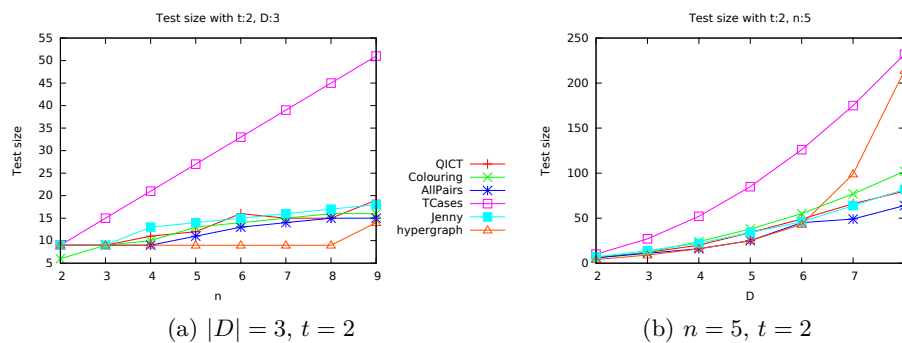 Test size with t:2, D:3
55
50
45
40
35
30
25
20
15
10
5
2 3 4 5 6 7 8 9
n
Test size
QICT
Colouring
AllPairs
TCases
Jenny
hypergraph
Test size with t:2, n:5
250
200
150
100
50
0
2 3 4 5 6 7
D
Test size
(a) |D| = 3, t = 2
(b) n = 5, t = 2